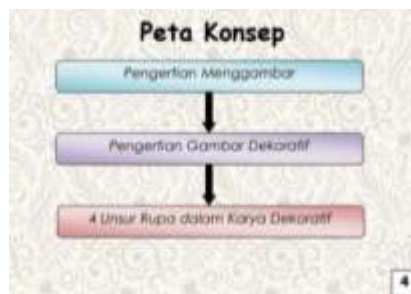 Peta Konsep
Pengertian Menggambar
Pengertian Gambar Dekoratif
4 Unsur Rupa dalam Karya Dekoratif
4